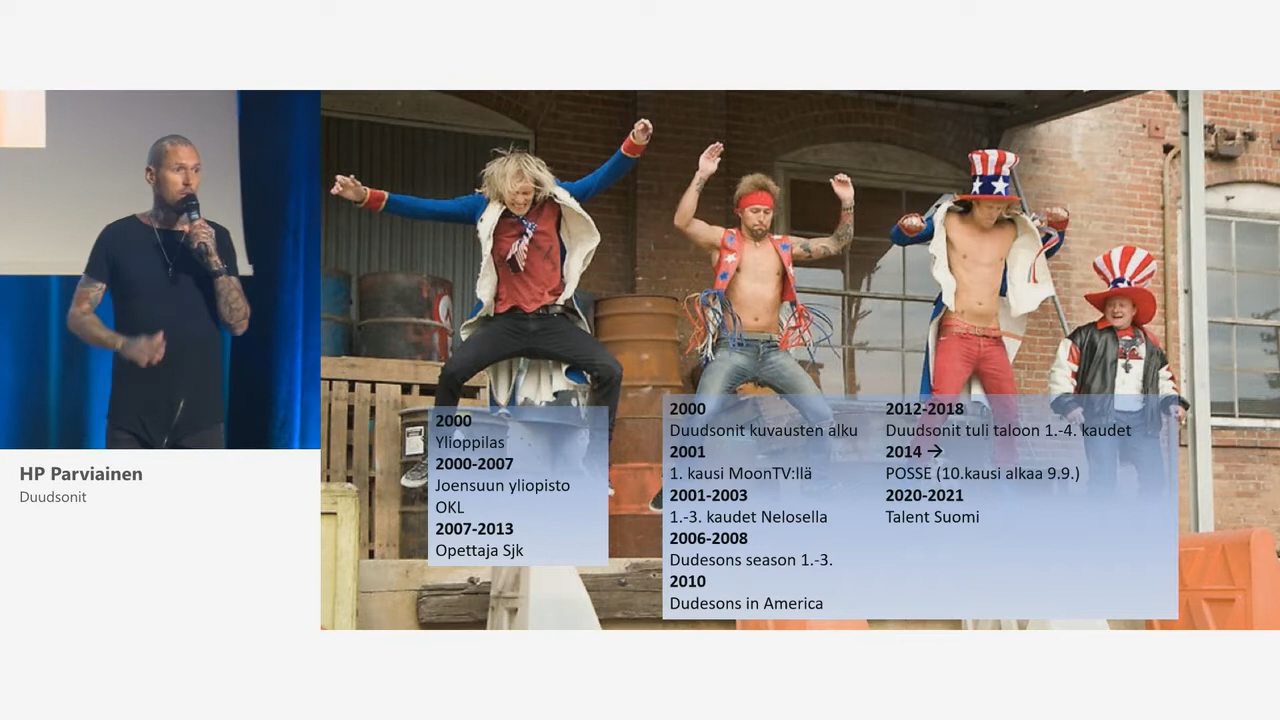 HP Parviainen
Duudsonit
2000
Ylioppilas
2000-2007
Joensuun yliopisto
OKL
2007-2013
Opettaja Sjk
2000
Duudsonit kuvausten alku
2001
1. kausi MoonTV:llä
2001-2003
1.-3. kaudet Nelosella
2006-2008
Dudesons season 1.-3.
2010
Dudesons in America
2012-2018
Duudsonit tuli taloon 1.-4. kaudet
2014 →
POSSE (10.kausi alkaa 9.9.)
2020-2021
Talent Suomi